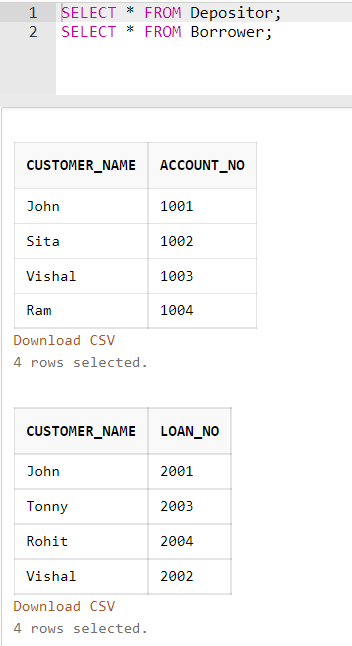 1 SELECT * FROM Depositor;
2 SELECT * FROM Borrower;
CUSTOMER_NAME ACCOUNT_NO
John 1001
Sita 1002
Vishal 1003
Ram 1004
Download CSV
4 rows selected.
CUSTOMER_NAME LOAN_NO
John 2001
Tonny 2003
Rohit 2004
Vishal 2002
Download CSV
4 rows selected.